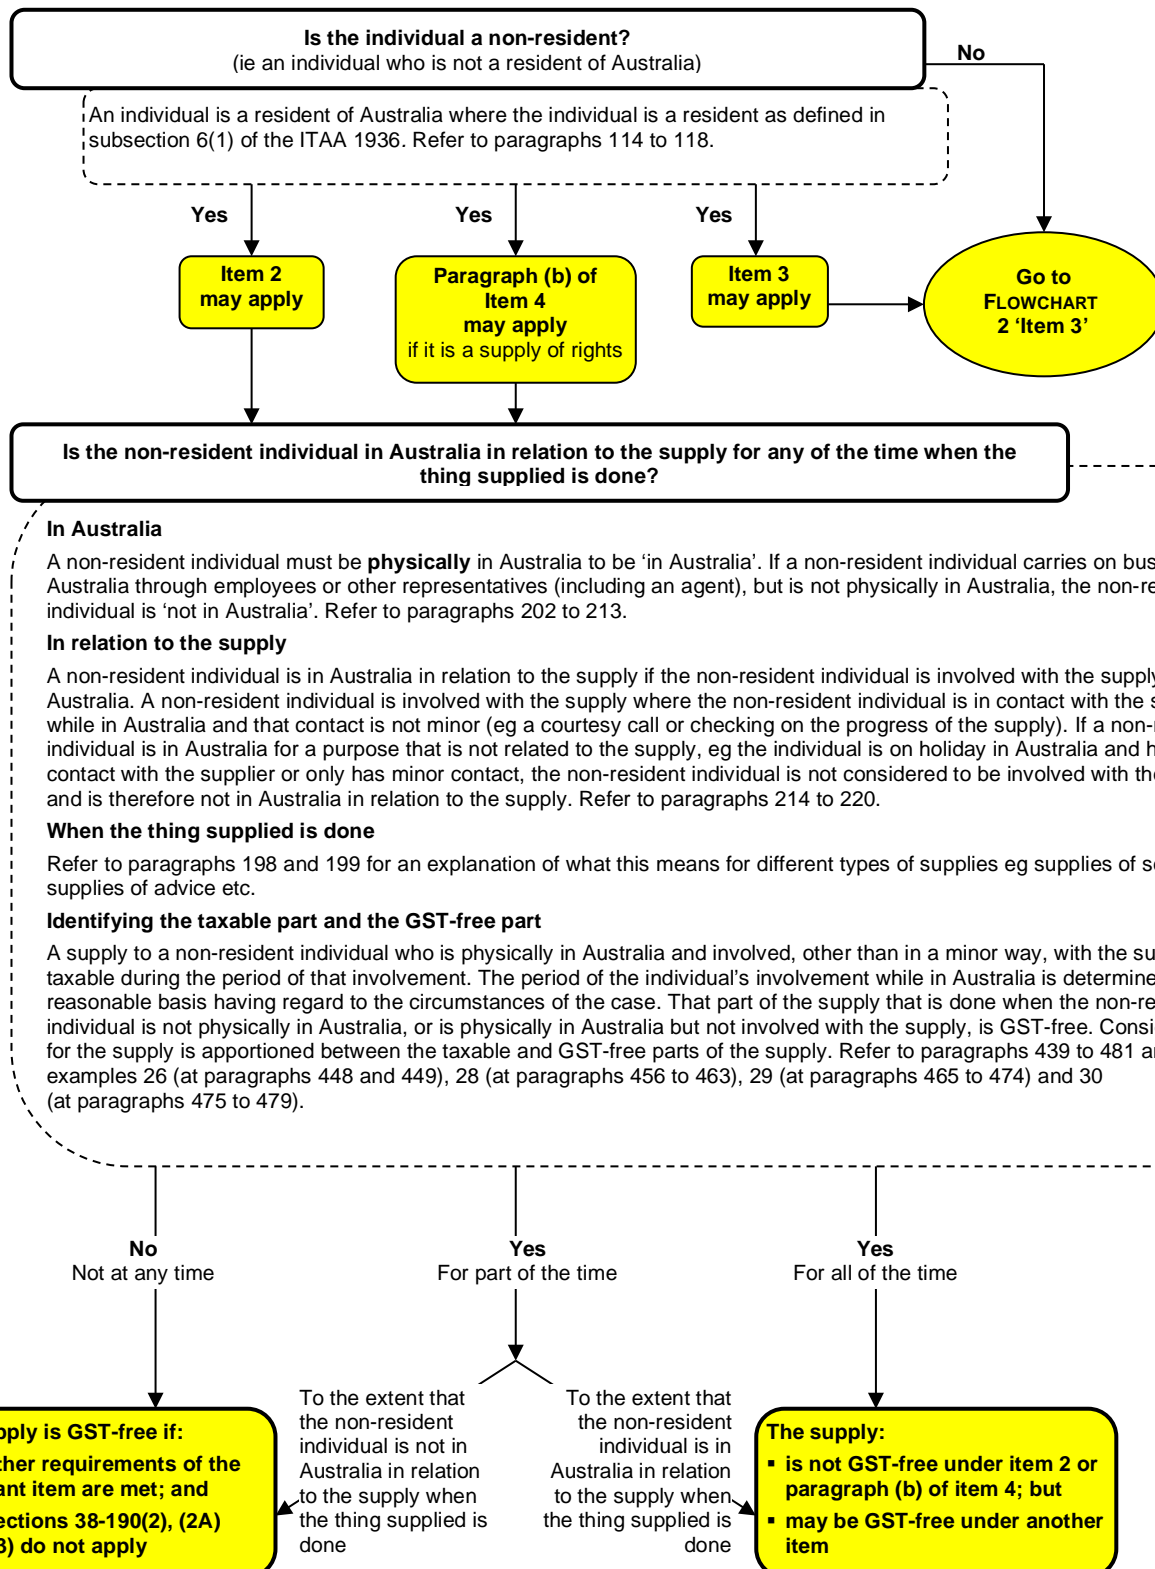 Is the individual a non-resident?
(ie an individual who is not a resident of Australia)
No
An individual is a resident of Australia where the individual is a resident as defined in
subsection 6(1) of the ITAA 1936. Refer to paragraphs 114 to 118.
Yes
Yes
Yes
Item 2
may apply
Paragraph (b) of
Item 4
may apply
if it is a supply of rights
Item 3
may apply
Go to
FLOWCHART
2 ‘Item 3’
Is the non-resident individual in Australia in relation to the supply for any of the time when the
thing supplied is done?
In Australia
A non-resident individual must be physically in Australia to be ‘in Australia’. If a non-resident individual carries on
Australia through employees or other representatives (including an agent), but is not physically in Australia, the
individual is ‘not in Australia’. Refer to paragraphs 202 to 213.
In relation to the supply
A non-resident individual is in Australia in relation to the supply if the non-resident individual is involved with the supply
Australia. A non-resident individual is involved with the supply where the non-resident individual is in contact with the
while in Australia and that contact is not minor (eg a courtesy call or checking on the progress of the supply). If a
individual is in Australia for a purpose that is not related to the supply, eg the individual is on holiday in Australia and
contact with the supplier or only has minor contact, the non-resident individual is not considered to be involved with
and is therefore not in Australia in relation to the supply. Refer to paragraphs 214 to 220.
When the thing supplied is done
Refer to paragraphs 198 and 199 for an explanation of what this means for different types of supplies eg supplies of
supplies of advice etc.
Identifying the taxable part and the GST-free part
A supply to a non-resident individual who is physically in Australia and involved, other than in a minor way, with the
taxable during the period of that involvement. The period of the individual’s involvement while in Australia is
reasonable basis having regard to the circumstances of the case. That part of the supply that is done when the
individual is not physically in Australia, or is physically in Australia but not involved with the supply, is GST-free.
for the supply is apportioned between the taxable and GST-free parts of the supply. Refer to paragraphs 439 to 481
examples 26 (at paragraphs 448 and 449), 28 (at paragraphs 456 to 463), 29 (at paragraphs 465 to 474) and 30
(at paragraphs 475 to 479).
No
Not at any time
Yes
For part of the time
Yes
For all of the time
is GST-free if:
requirements of the
item are met; and
38-190(2), (2A)
do not apply
To the extent that
the non-resident
individual is not in
Australia in relation
to the supply when
the thing supplied is
done
To the extent that
the non-resident
individual is in
Australia in relation
to the supply when
the thing supplied is
done
The supply:
▪ is not GST-free under item 2 or
paragraph (b) of item 4; but
▪ may be GST-free under another
item